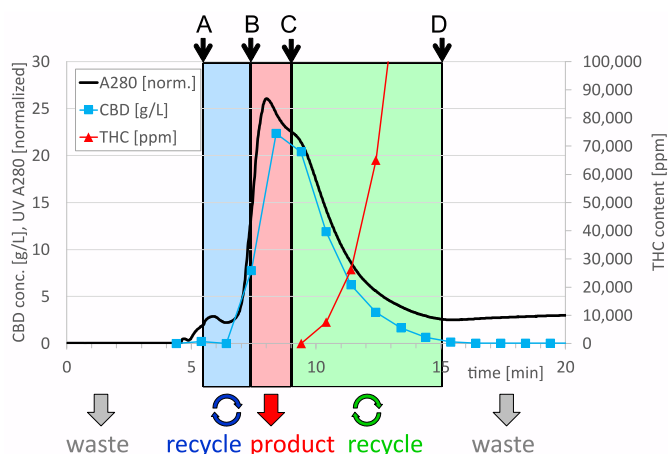 A B C D
30
25
20
15
10
5
0
CBD conc. [g/L], UV A280 [normalized]
A280 [norm.]
CBD [g/L]
THC [ppm]
100,000
90,000
80,000
70,000
60,000
50,000
40,000
30,000
20,000
10,000
0
THC content [ppm]
0 5 10 15 20
time [min]
waste recycle product recycle waste